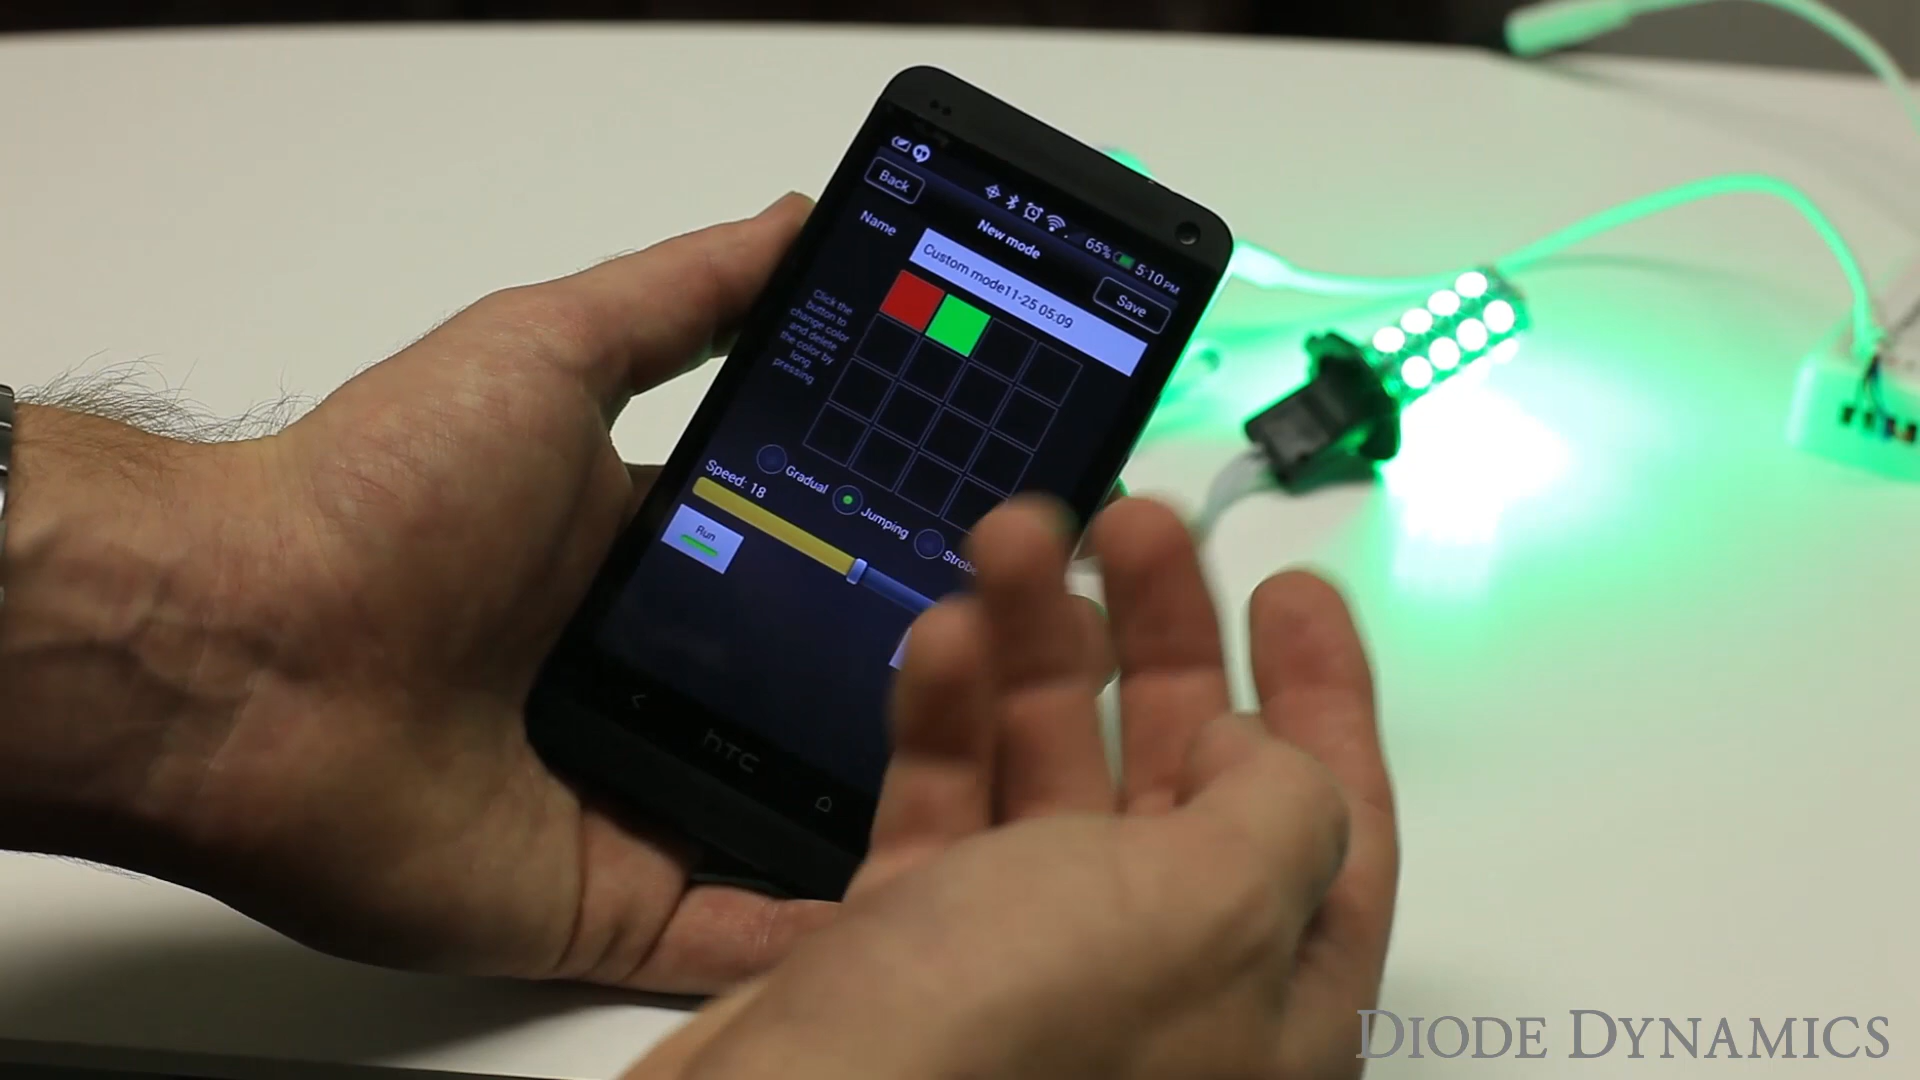 65% 5:10 PM
Back
New mode
Save
Name
Custom mode11-25 05:09
Click the
button to
change color
and delete
the color by
long
pressing
Gradual
Jumping
Strobe
Speed: 18
Run
hTC
DIODE DYNAMICS